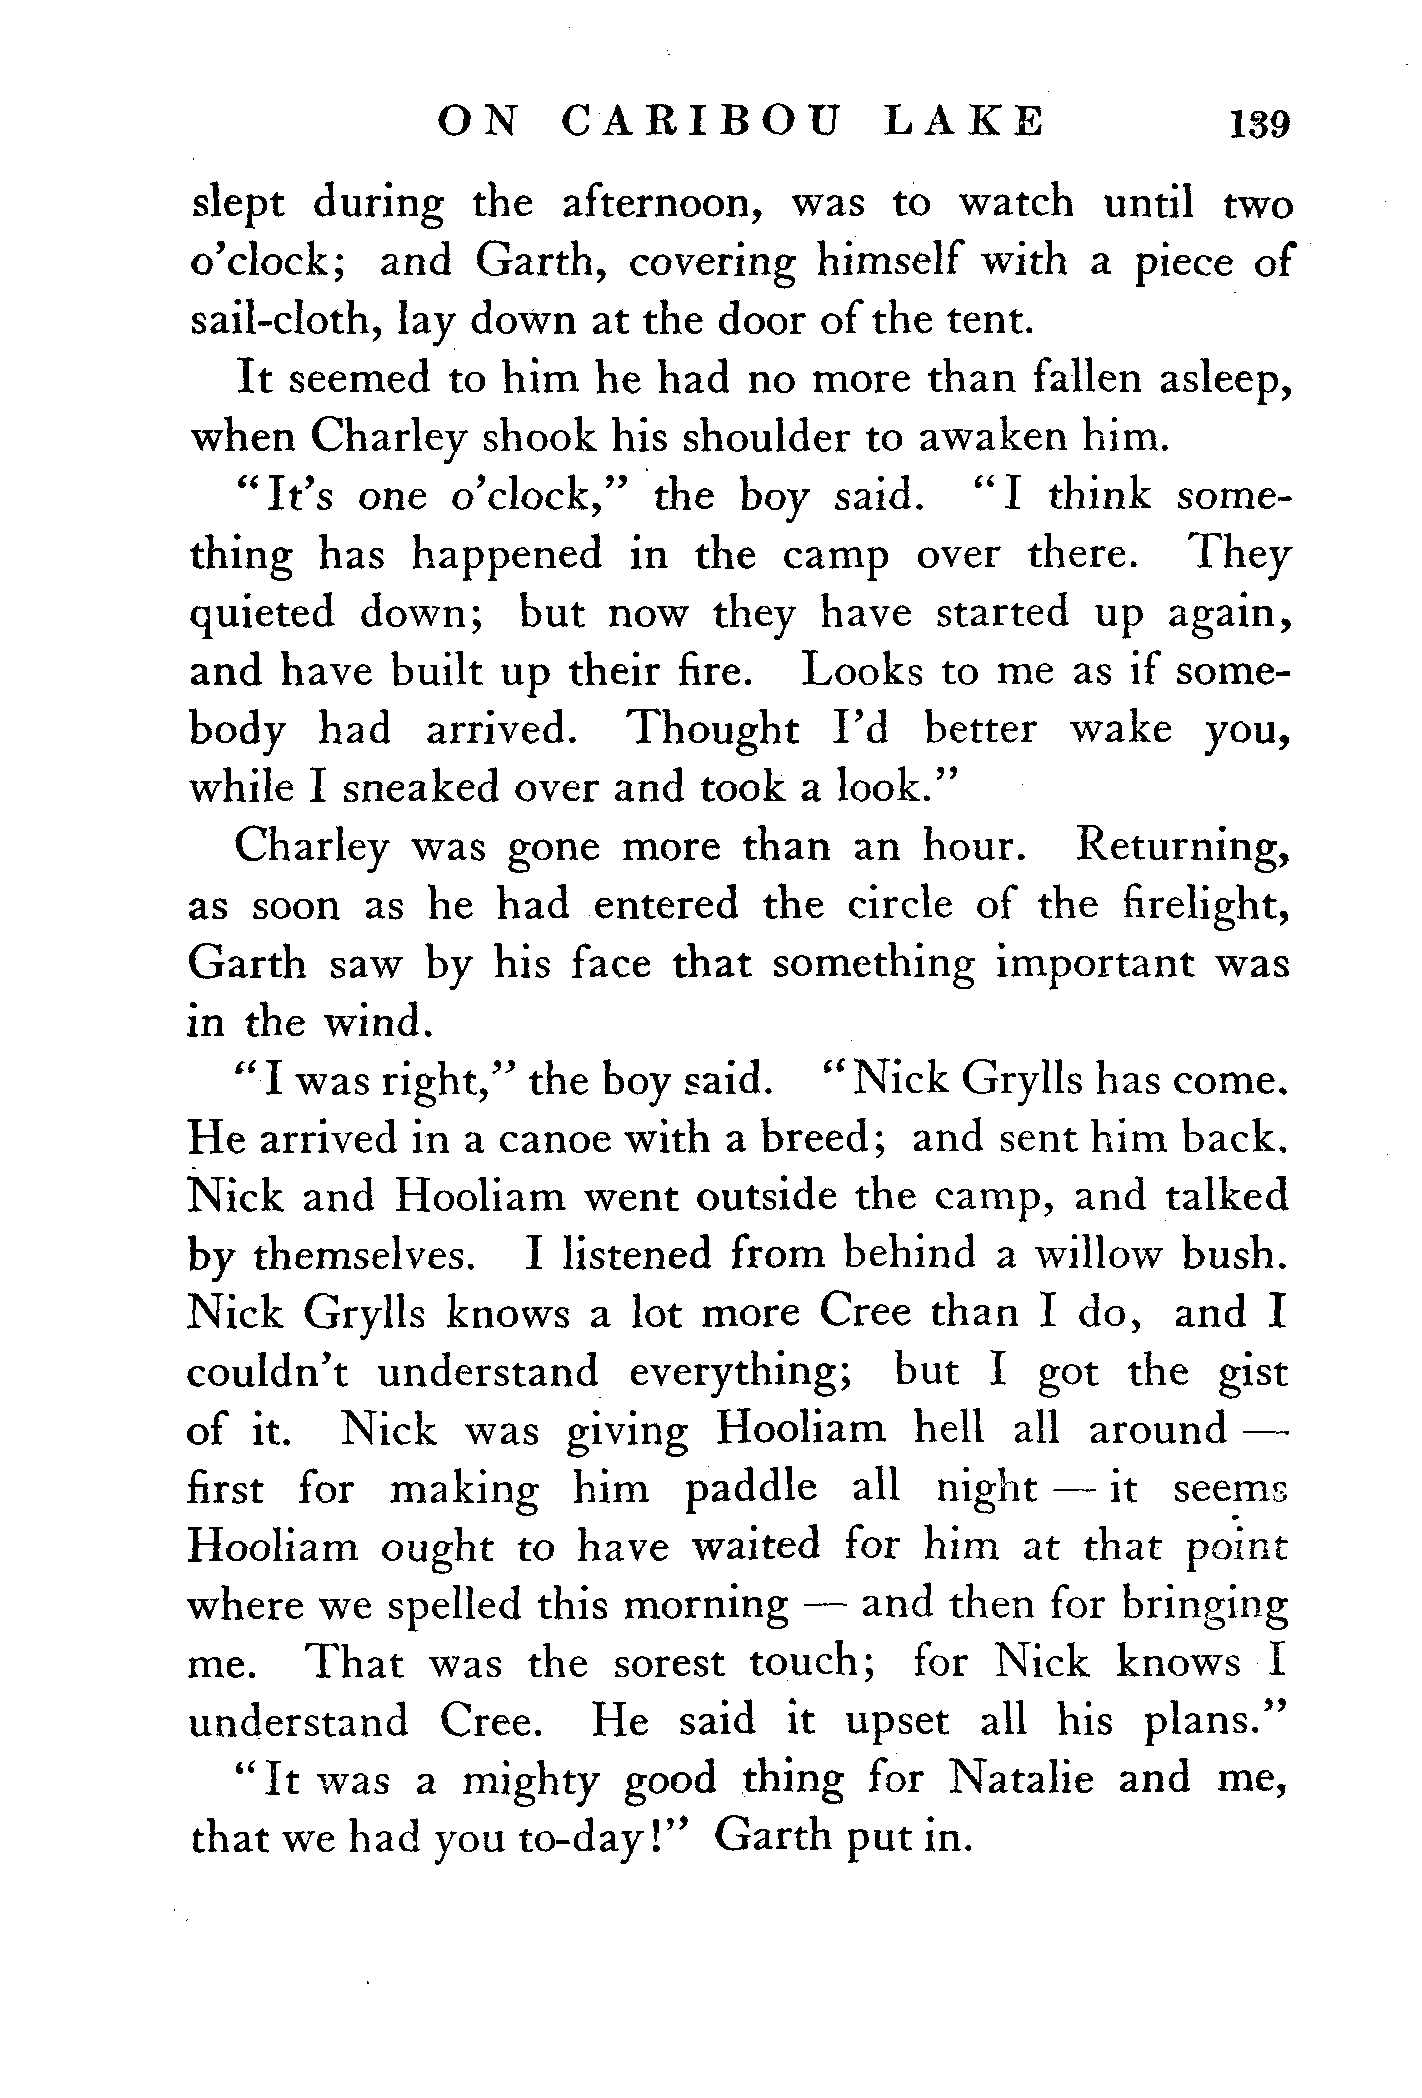 ON CARIBOU LAKE 139
slept during the afternoon, was to watch until two
o'clock; and Garth, covering himself with a piece of
sail-cloth, lay down at the door of the tent.
It seemed to him he had no more than fallen asleep,
when Charley shook his shoulder to awaken him.
"It's one o'clock," the boy said. "I think some-
thing has happened in the camp over there. They
quieted down; but now they have started up again,
and have built up their fire. Looks to me as if some-
body had arrived. Thought I'd better wake you,
while I sneaked over and took a look."
Charley was gone more than an hour. Returning,
as soon as he had entered the circle of the firelight,
Garth saw by his face that something important was
in the wind.
"I was right," the boy said. "Nick Grylls has come.
He arrived in a canoe with a breed; and sent him back.
Nick and Hooliam went outside the camp, and talked
by themselves. I listened from behind a willow bush.
Nick Grylls knows a lot more Cree than I do, and I
couldn't understand everything; but I got the gist
of it. Nick was giving Hooliam hell all around —
first for making him paddle all night — it seems
Hooliam ought to have waited for him at that point
where we spelled this morning — and then for bringing
me. That was the sorest touch; for Nick knows I
understand Cree. He said it upset all his plans."
"It was a mighty good thing for Natalie and me,
that we had you to-day!" Garth put in.